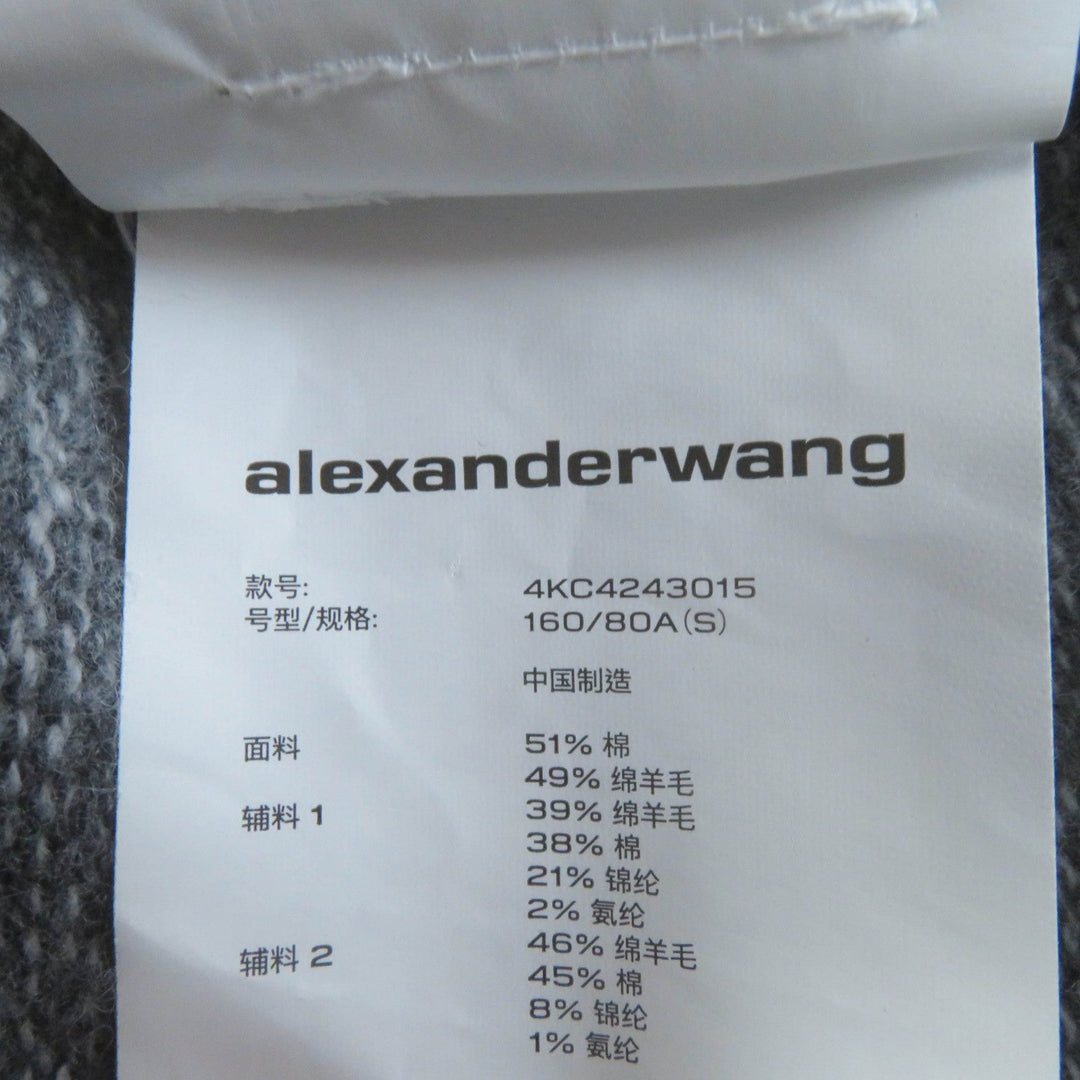 alexanderwang
款号: 4KC4243015
号型/规格: 160/80A(S)
中国制造
面料 51% 棉
49% 绵羊毛
辅料 1 39% 绵羊毛
38% 棉
21% 锦纶
2% 氨纶
辅料 2 46% 绵羊毛
45% 棉
8% 锦纶
1% 氨纶